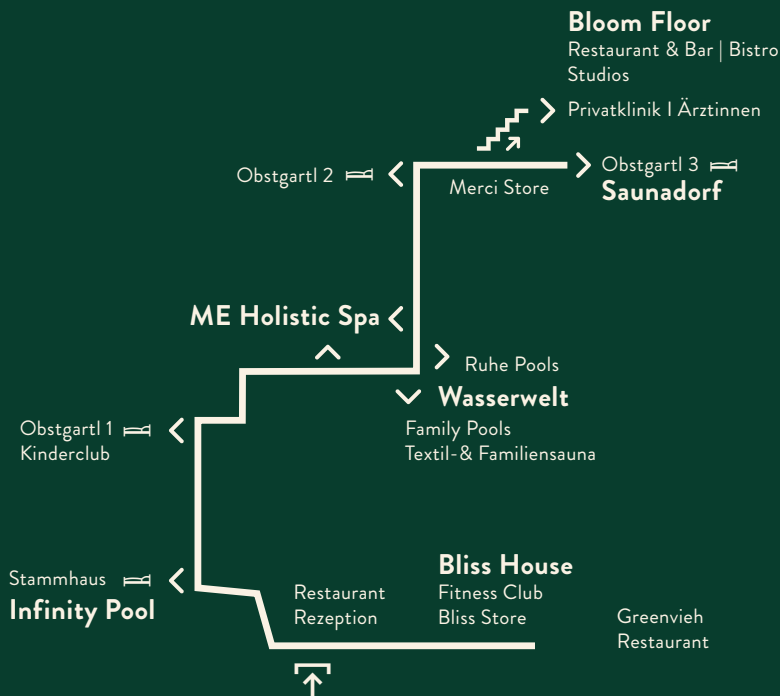 Bloom Floor
Restaurant & Bar | Bistro
Studios
Privatklinik I Ärztinnen
Obstgartl 2
Merci Store
Obstgartl 3
Saunadorf
ME Holistic Spa
Ruhe Pools
Wasserwelt
Family Pools
Textil-& Familiensauna
Obstgartl 1
Kinderclub
Stammhaus
Infinity Pool
Restaurant
Rezeption
Bliss House
Fitness Club
Bliss Store
Greenvieh
Restaurant